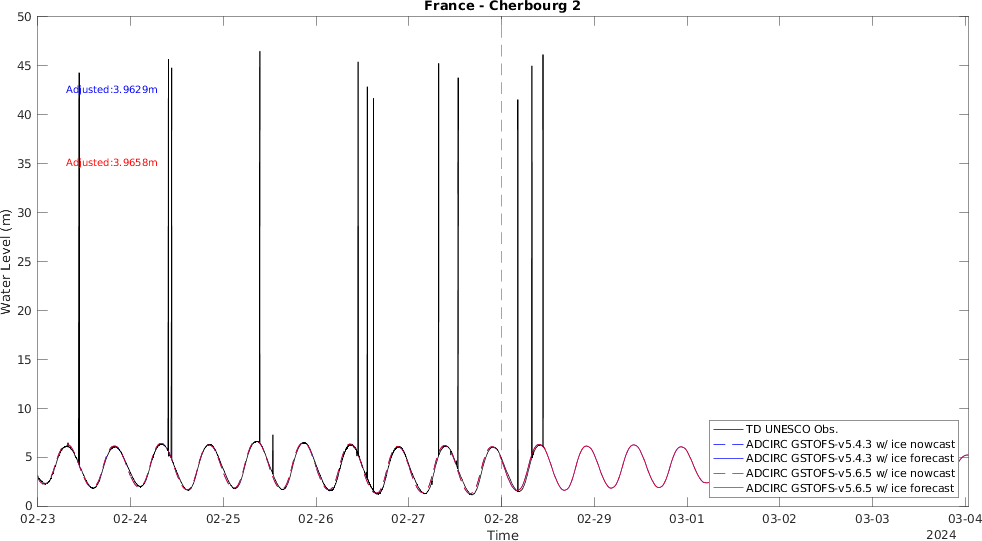 France - Cherbourg 2
50
45
40
35
30
25
20
15
10
5
0
Water Level (m)
Adjusted:3.9629m
Adjusted:3.9658m
TD UNESCO Obs.
ADCIRC GSTOFS-v5.4.3 w/ ice nowcast
ADCIRC GSTOFS-v5.4.3 w/ ice forecast
ADCIRC GSTOFS-v5.6.5 w/ ice nowcast
ADCIRC GSTOFS-v5.6.5 w/ ice forecast
02-23 02-24 02-25 02-26 02-27 02-28 02-29 03-01 03-02 03-03 03-04
Time
2024